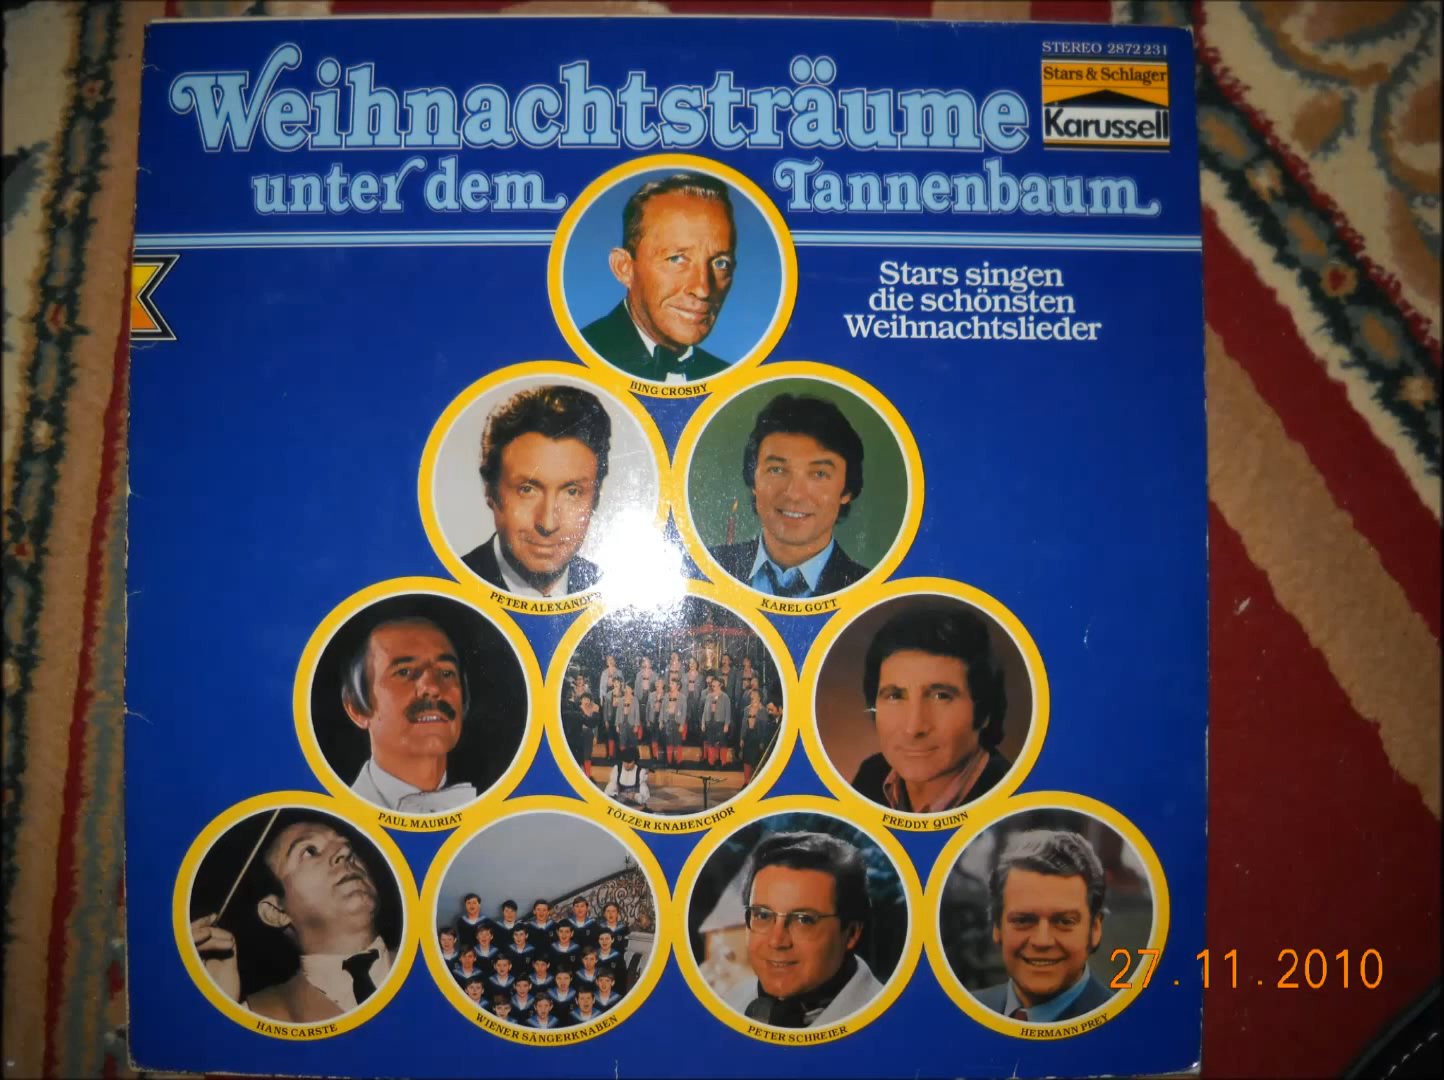 STEREO 2872 231
Stars & Schlager
Karussell
Weihnachtsträume
unter dem Tannenbaum
Stars singen
die schönsten
Weihnachtslieder
BING CROSBY
PETER ALEXANDER
KAREL GOTT
PAUL MAURIAT
TÖLZER KNABENCHOR
FREDDY QUINN
HANS CARSTE
WIENER SÄNGERKNABEN
PETER SCHREIER
HERMANN PREY
27.11.2010